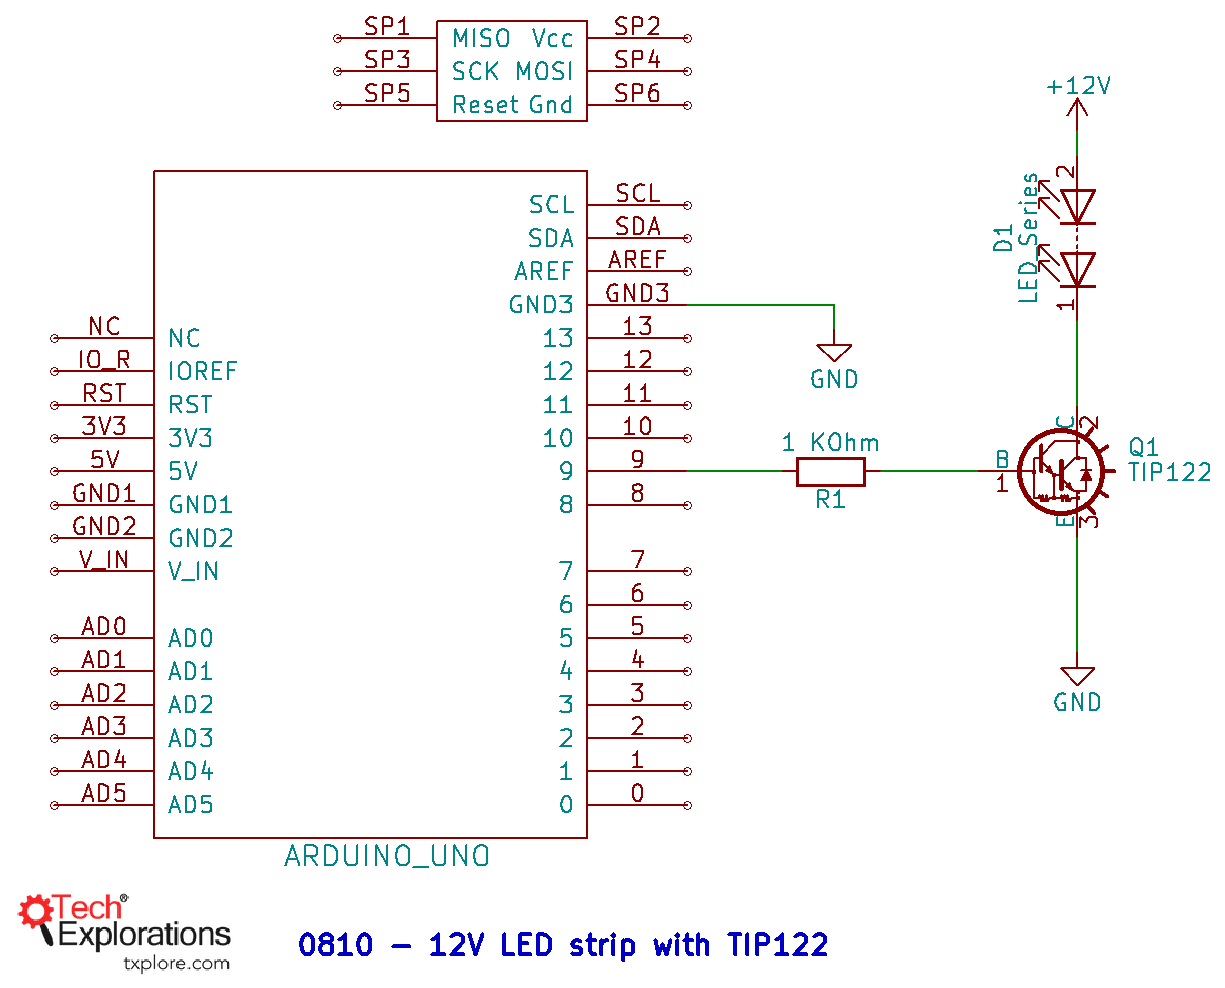 SP1 MISO Vcc SP2
SP3 SCK MOSI SP4
SP5 Reset Gnd SP6
+12V
2
D1
LED_Series
1
SCL SCL
SDA SDA
AREF AREF
GND3 GND3
GND
NC NC
IO_R IOREF
RST RST
3V3 3V3
5V 5V
GND1 GND1
GND2 GND2
V_IN V_IN
AD0 AD0
AD1 AD1
AD2 AD2
AD3 AD3
AD4 AD4
AD5 AD5
13 13
12 12
11 11
10 10
9 9
8 8
7 7
6 6
5 5
4 4
3 3
2 2
1 1
0 0
ARDUINO_UNO
1 KOhm
R1
B
1
C
2
E
3
Q1
TIP122
GND
Tech®
Explorations
txplore.com
0810 - 12V LED strip with TIP122